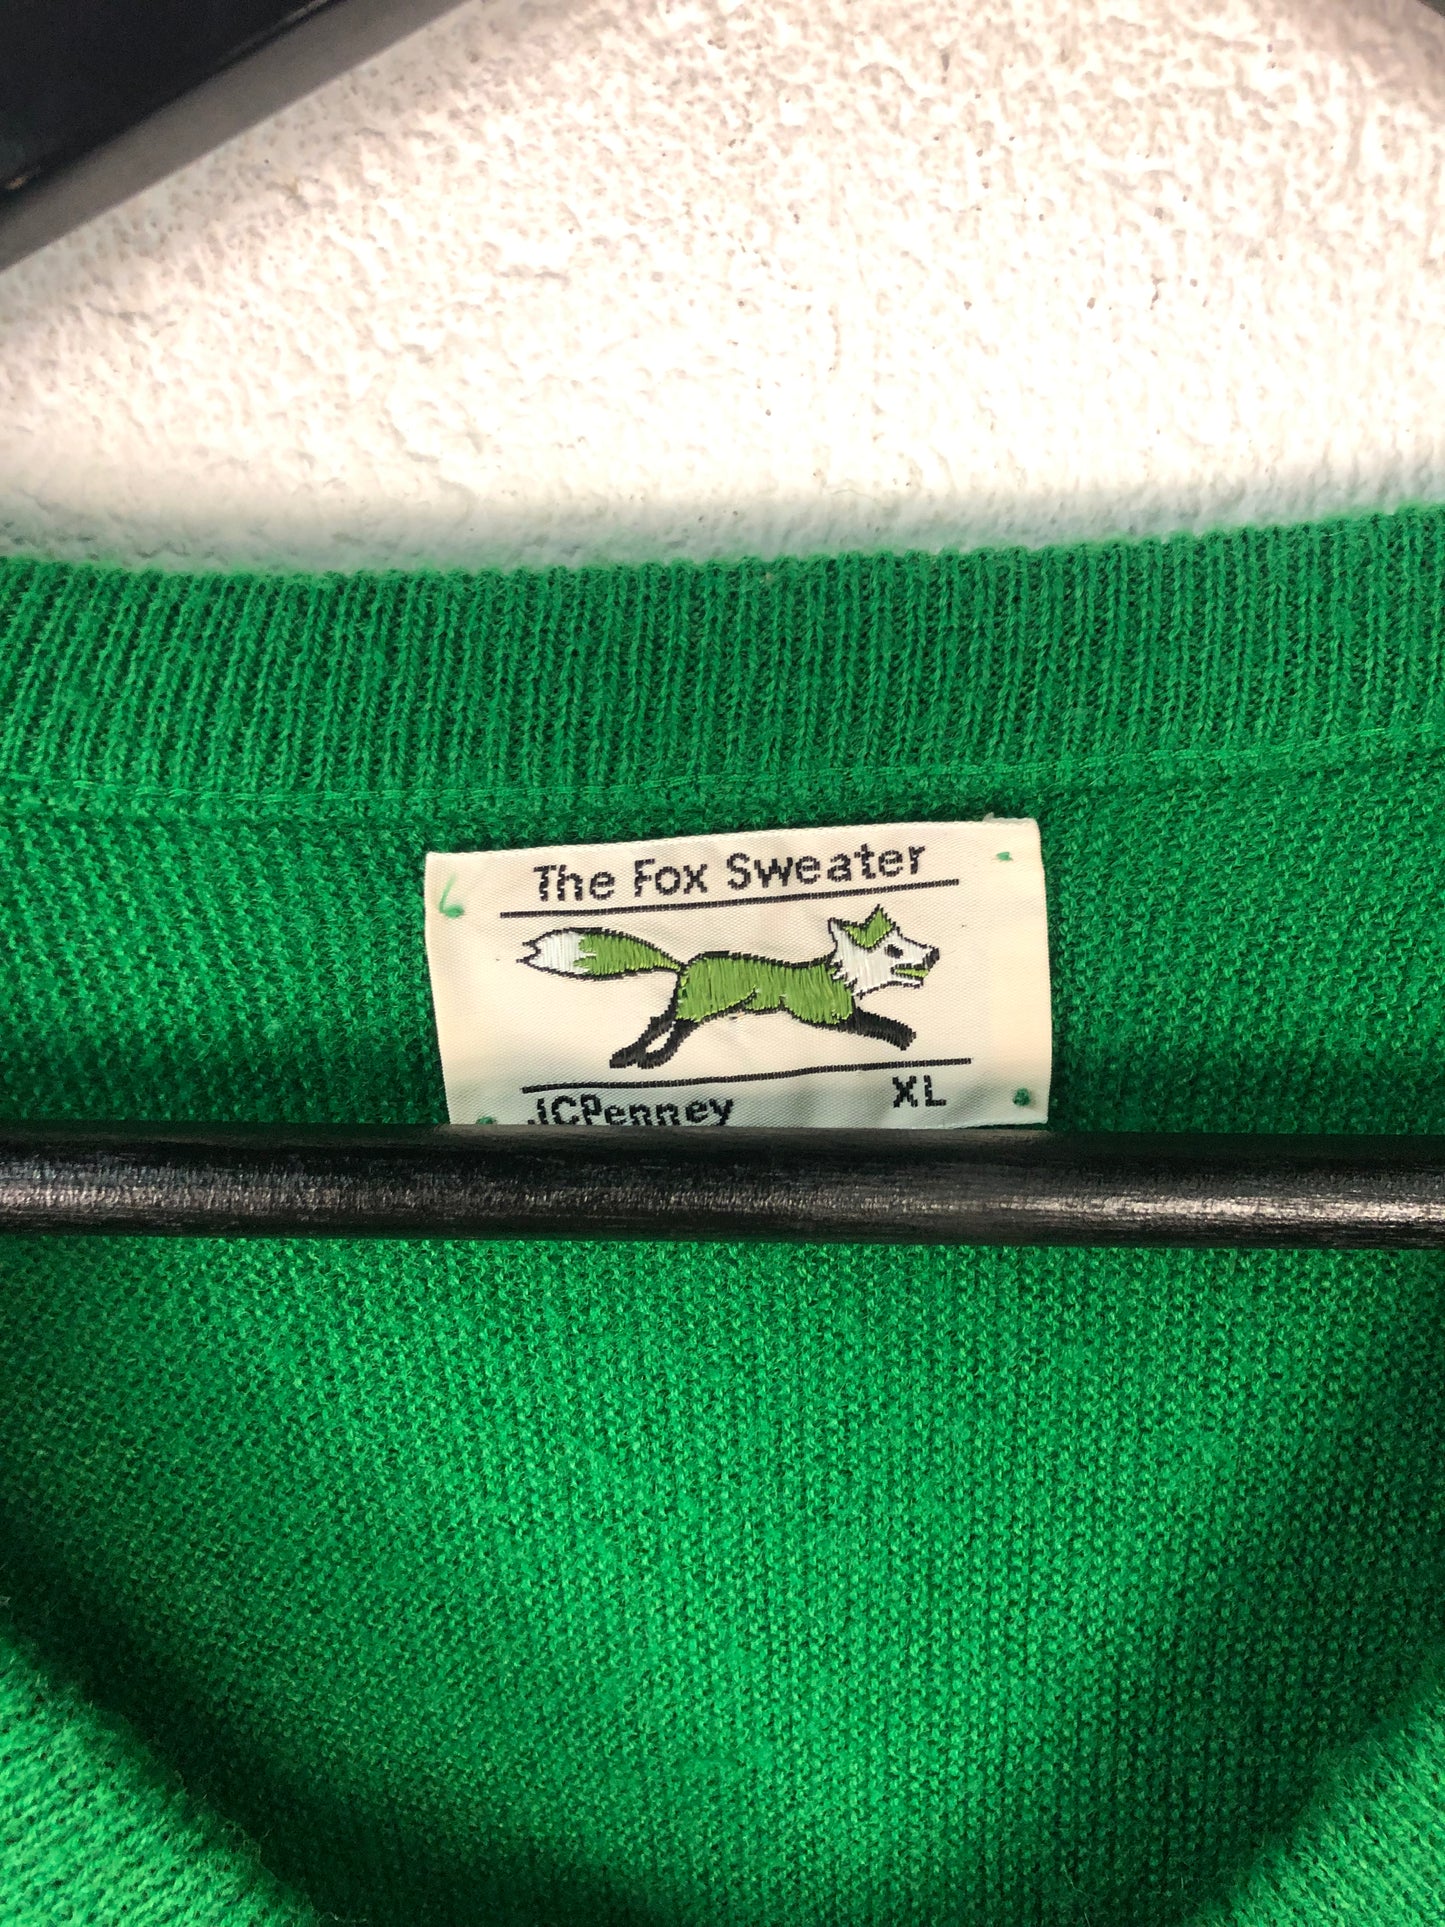 The Fox Sweater
JCPenney XL